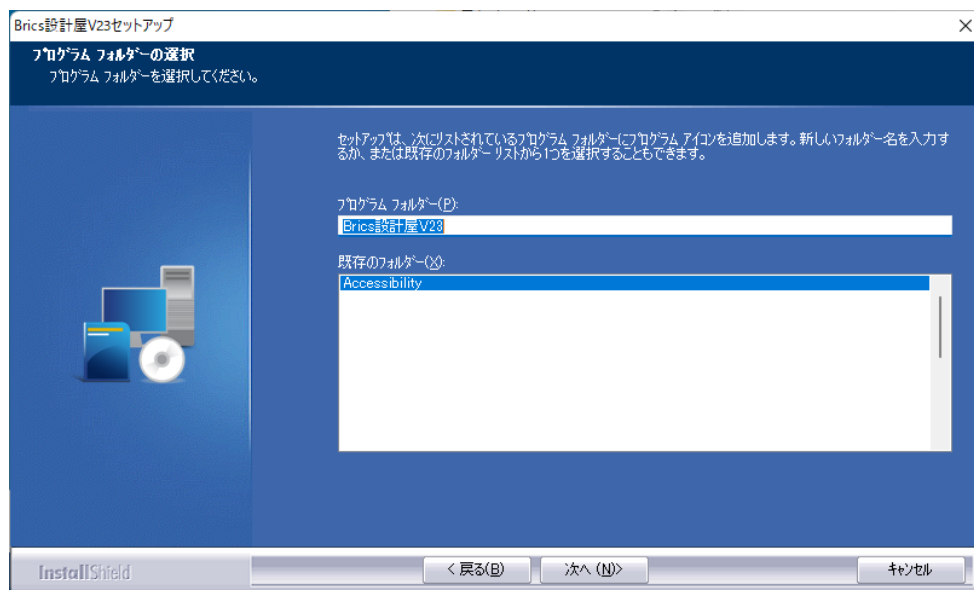 Brics設計屋V23セットアップ
プログラム フォルダーの選択
プログラム フォルダーを選択してください。
セットアップは、次にリストされているプログラム フォルダーにプログラム アイコンを追加します。新しいフォルダー名を入力す
るか、または既存のフォルダー リストから1つを選択することもできます。
プログラム フォルダー(P):
Brics設計屋V23
既存のフォルダー(X):
Accessibility
InstallShield
< 戻る(B)
次へ (N)>
キャンセル